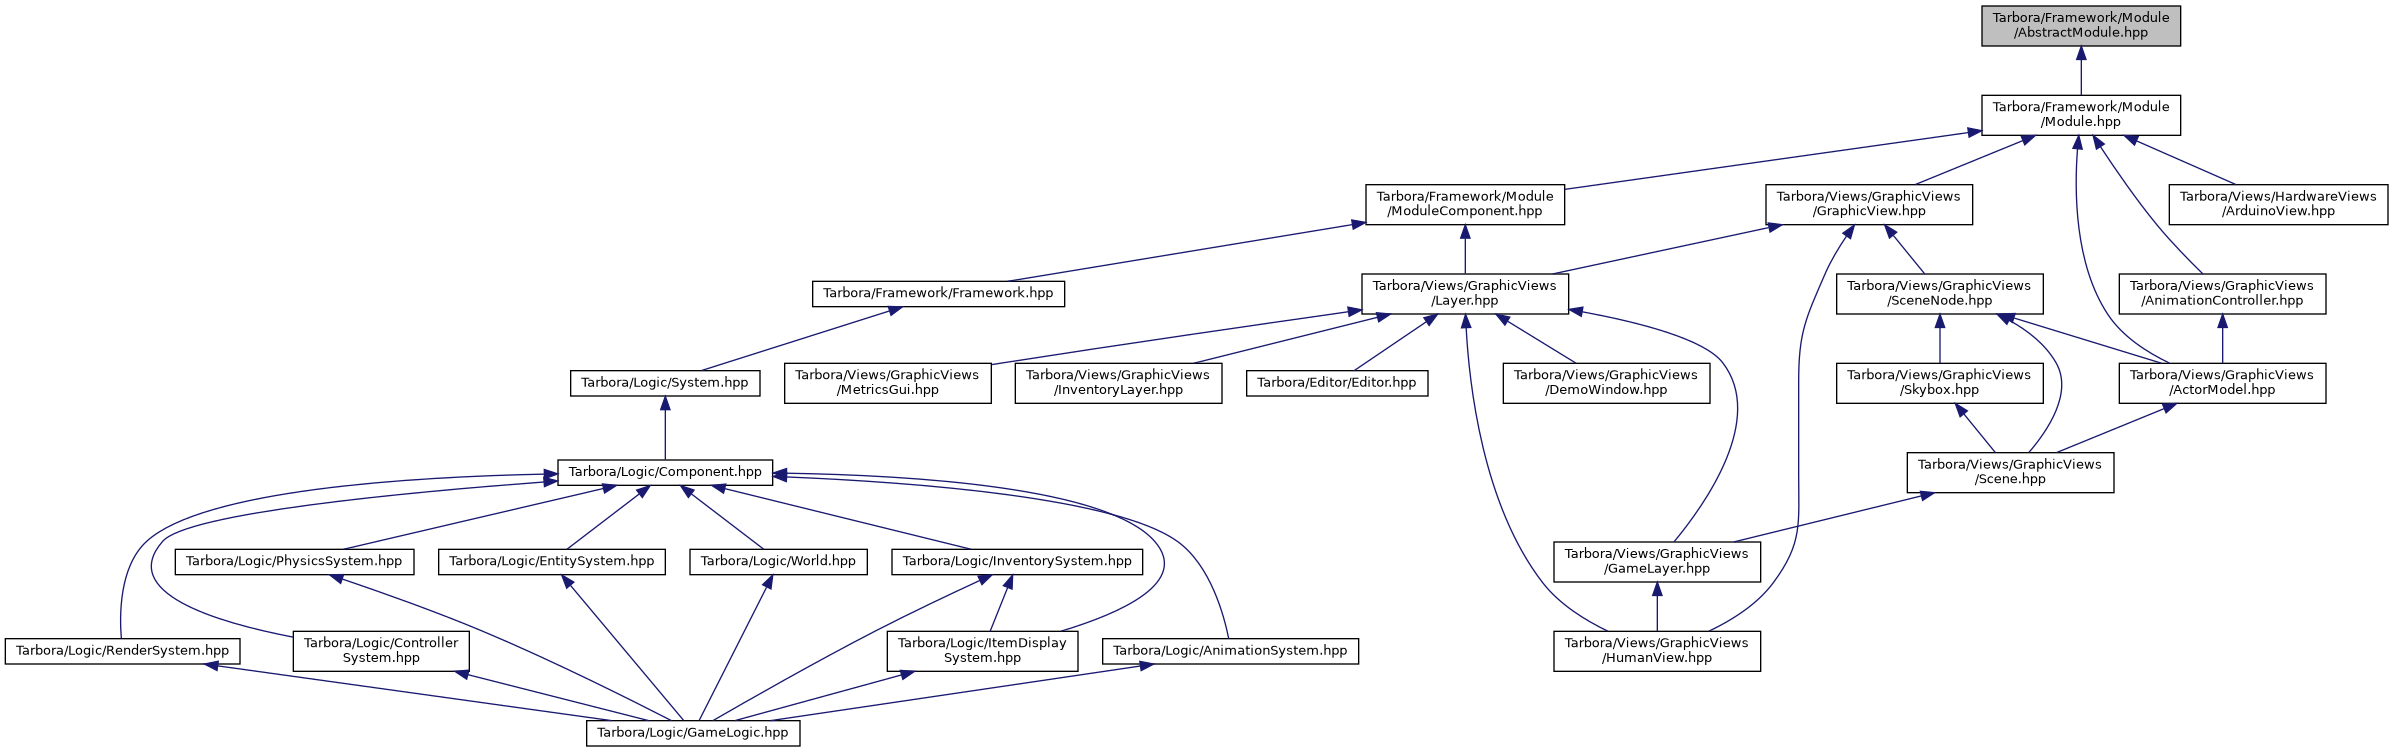 Tarbora/Framework/Module
/AbstractModule.hpp
Tarbora/Framework/Module
/Module.hpp
Tarbora/Framework/Module
/ModuleComponent.hpp
Tarbora/Views/GraphicViews
/GraphicView.hpp
Tarbora/Views/HardwareViews
/ArduinoView.hpp
Tarbora/Framework/Framework.hpp
Tarbora/Views/GraphicViews
/Layer.hpp
Tarbora/Views/GraphicViews
/SceneNode.hpp
Tarbora/Views/GraphicViews
/AnimationController.hpp
Tarbora/Logic/System.hpp
Tarbora/Views/GraphicViews
/MetricsGui.hpp
Tarbora/Views/GraphicViews
/InventoryLayer.hpp
Tarbora/Editor/Editor.hpp
Tarbora/Views/GraphicViews
/DemoWindow.hpp
Tarbora/Views/GraphicViews
/Skybox.hpp
Tarbora/Views/GraphicViews
/ActorModel.hpp
Tarbora/Logic/Component.hpp
Tarbora/Views/GraphicViews
/Scene.hpp
Tarbora/Logic/PhysicsSystem.hpp
Tarbora/Logic/EntitySystem.hpp
Tarbora/Logic/World.hpp
Tarbora/Logic/InventorySystem.hpp
Tarbora/Views/GraphicViews
/GameLayer.hpp
Tarbora/Logic/RenderSystem.hpp
Tarbora/Logic/Controller
System.hpp
Tarbora/Logic/ItemDisplay
System.hpp
Tarbora/Logic/AnimationSystem.hpp
Tarbora/Views/GraphicViews
/HumanView.hpp
Tarbora/Logic/GameLogic.hpp